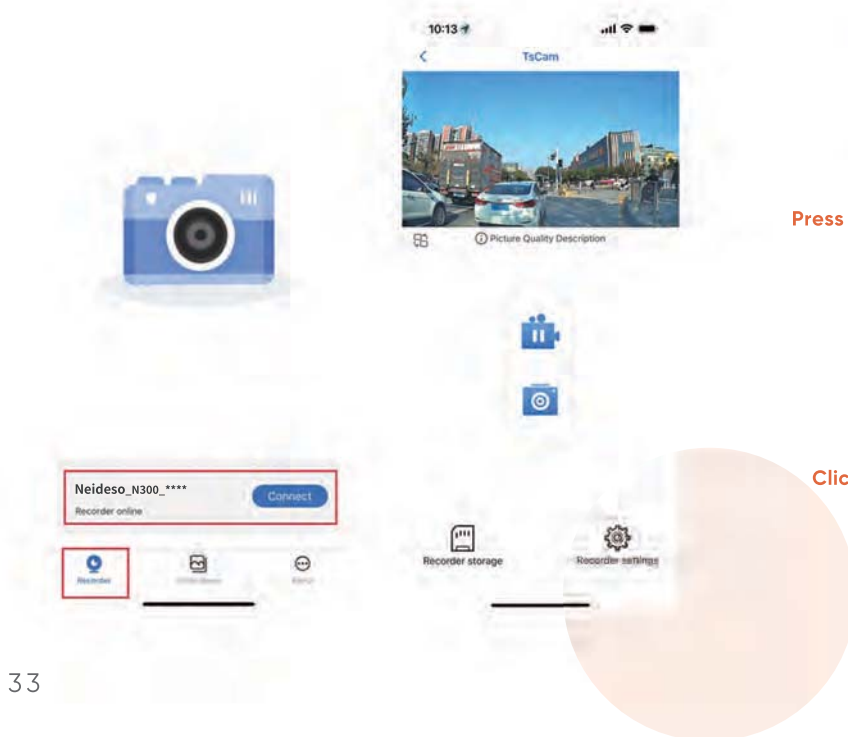 10:13
TsCam
Picture Quality Description
Press
Neideso_N300_****
Connect
Recorder online
Clic
Recorder storage
Recorder settings
Recorder
33